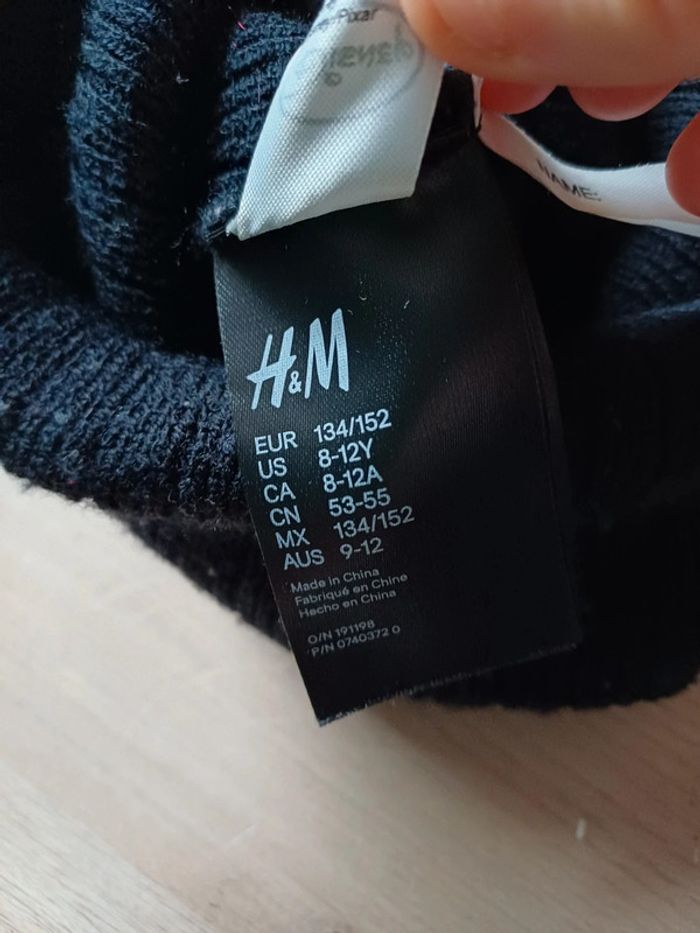 Pixar
NAME:
H&M
EUR 134/152
US 8-12Y
CA 8-12A
CN 53-55
MX 134/152
AUS 9-12
Made in China
Fabriqué en Chine
Hecho en China
O/N 191198
P/N 0740372 0